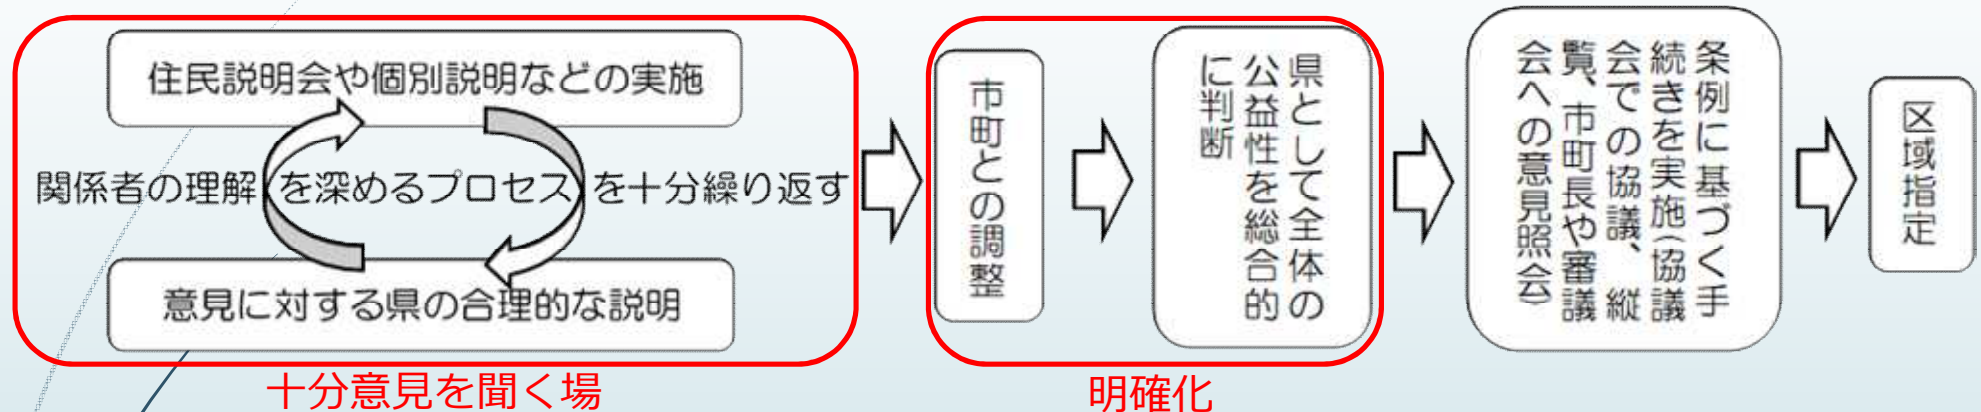 住民説明会や個別説明などの実施
関係者の理解を深めるプロセスを十分繰り返す
意見に対する県の合理的な説明
十分意見を聞く場
市町との調整
県として全体の
公益性を総合的
に判断
明確化
条例に基づく手
続きを実施(協議
会での協議、縦
覧、市町長や審議
会への意見照会)
区域指定